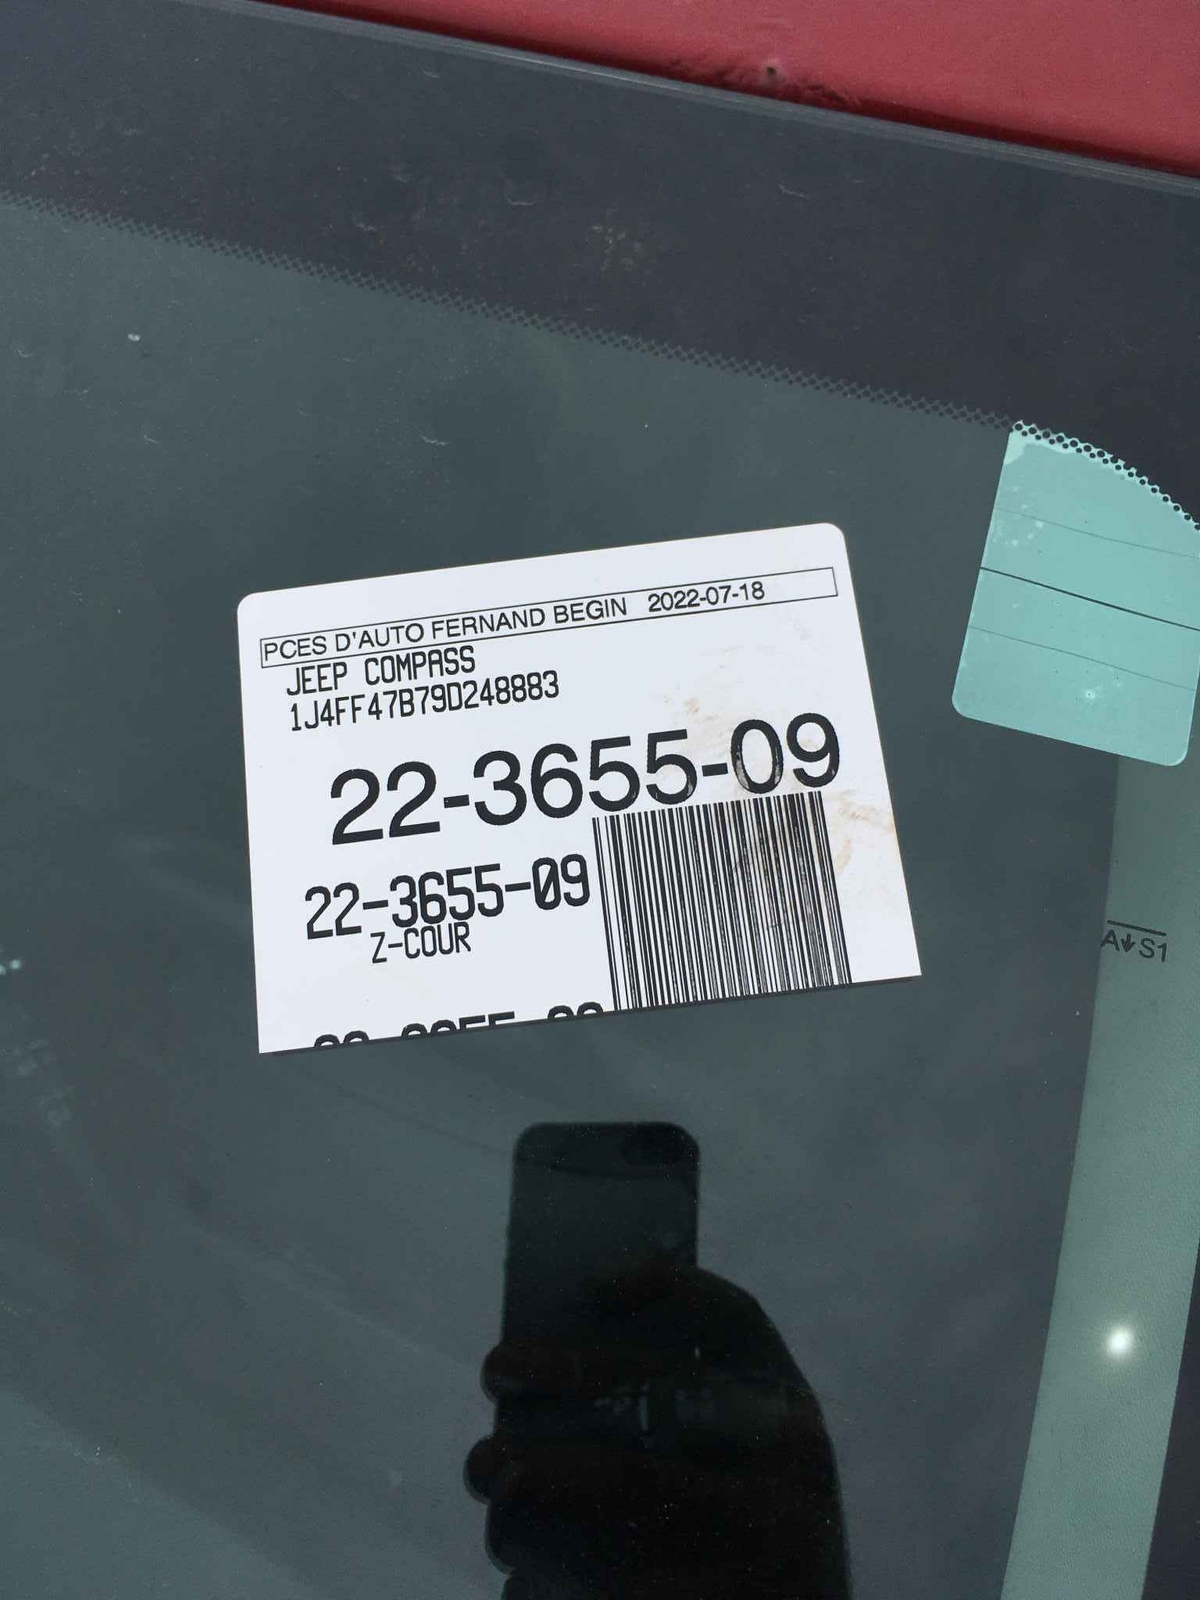 PCES D'AUTO FERNAND BEGIN 2022-07-18
JEEP COMPASS
1J4FF47B79D248883
22-3655-09
22-3655-09
Z-COUR
A↓S1